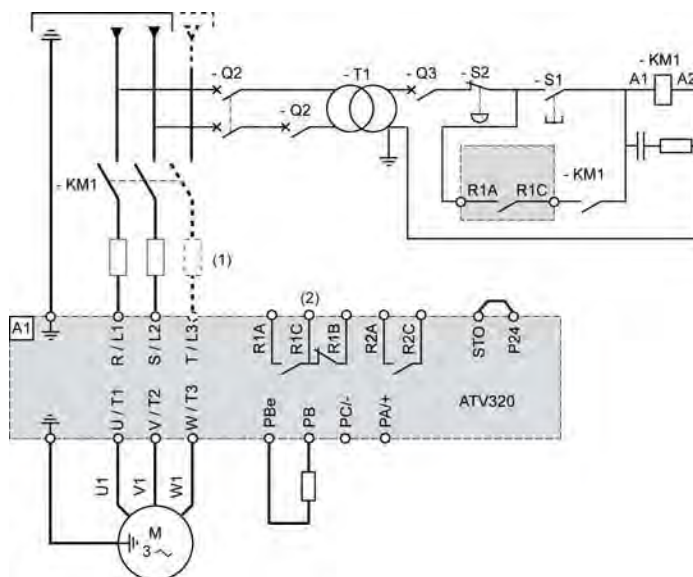 - Q2
- T1
- Q3
- S2
- S1
- KM1
A1
A2
- Q2
- KM1
R1A
R1C
- KM1
(1)
(2)
A1
R / L1
S / L2
T / L3
R1A
R1C
R1B
R2A
R2C
STO
P24
ATV320
U / T1
V / T2
W / T3
PBe
PB
PC/-
PA/+
U1
V1
W1
M
3 ~